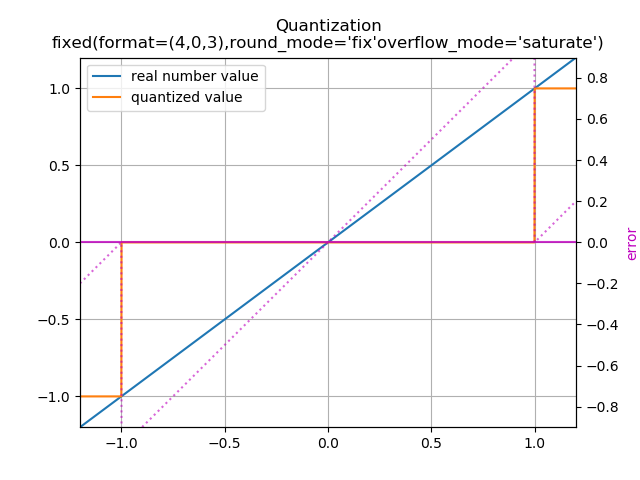 Quantization
fixed(format=(4,0,3),round_mode='fix'overflow_mode='saturate')
real number value
quantized value
1.0
0.5
0.0
−0.5
−1.0
0.8
0.6
0.4
0.2
0.0
−0.2
−0.4
−0.6
−0.8
error
−1.0 −0.5 0.0 0.5 1.0